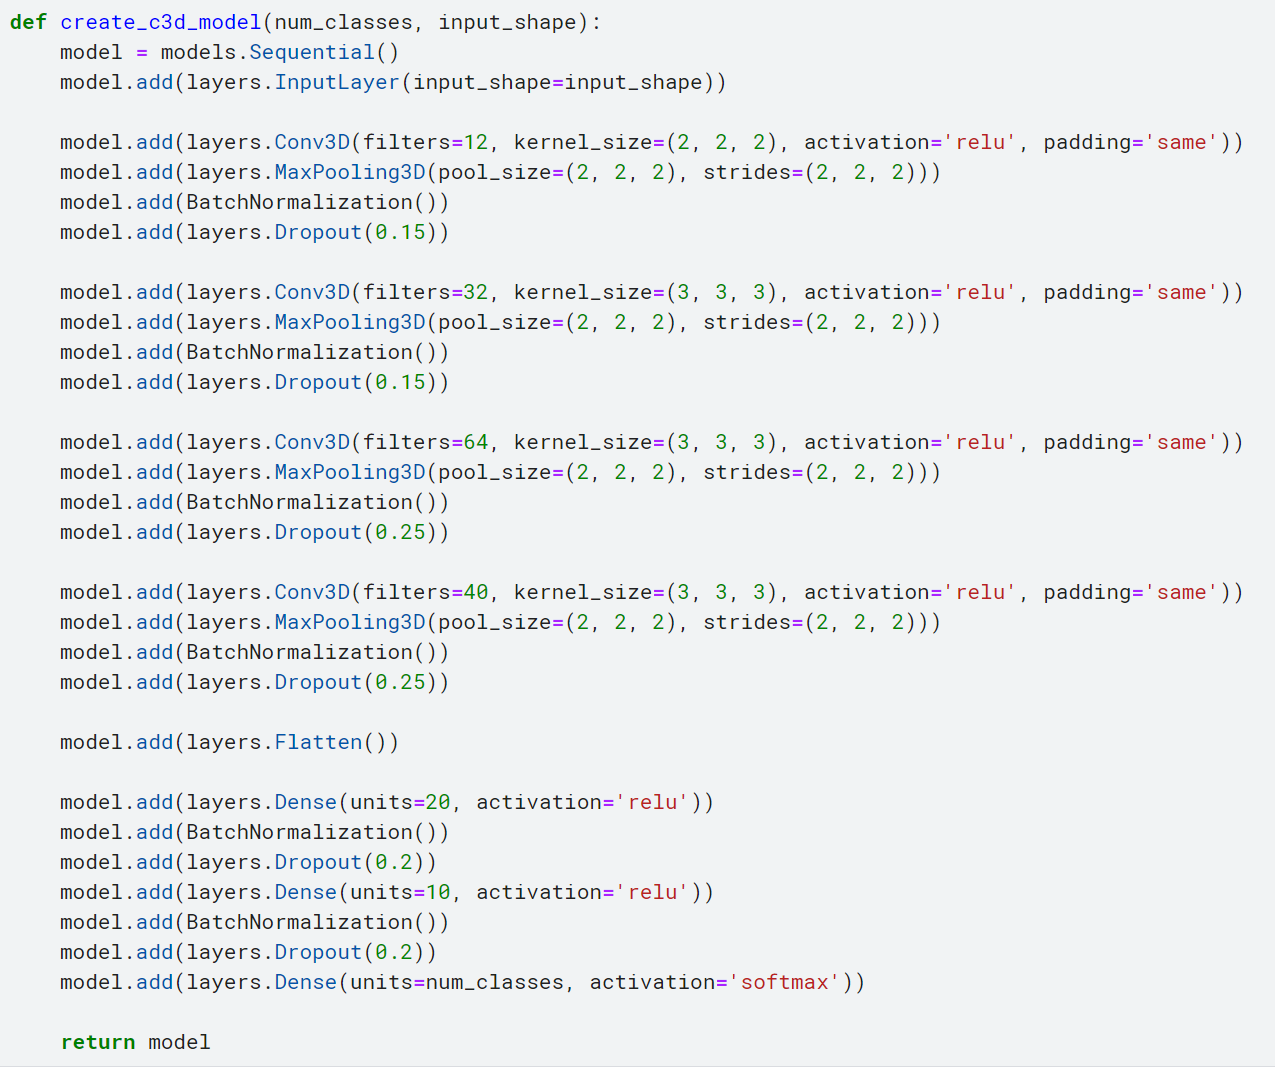 def create_c3d_model(num_classes, input_shape):
    model = models.Sequential()
    model.add(layers.InputLayer(input_shape=input_shape))

    model.add(layers.Conv3D(filters=12, kernel_size=(2, 2, 2), activation='relu', padding='same'))
    model.add(layers.MaxPooling3D(pool_size=(2, 2, 2), strides=(2, 2, 2)))
    model.add(BatchNormalization())
    model.add(layers.Dropout(0.15))

    model.add(layers.Conv3D(filters=32, kernel_size=(3, 3, 3), activation='relu', padding='same'))
    model.add(layers.MaxPooling3D(pool_size=(2, 2, 2), strides=(2, 2, 2)))
    model.add(BatchNormalization())
    model.add(layers.Dropout(0.15))

    model.add(layers.Conv3D(filters=64, kernel_size=(3, 3, 3), activation='relu', padding='same'))
    model.add(layers.MaxPooling3D(pool_size=(2, 2, 2), strides=(2, 2, 2)))
    model.add(BatchNormalization())
    model.add(layers.Dropout(0.25))

    model.add(layers.Conv3D(filters=40, kernel_size=(3, 3, 3), activation='relu', padding='same'))
    model.add(layers.MaxPooling3D(pool_size=(2, 2, 2), strides=(2, 2, 2)))
    model.add(BatchNormalization())
    model.add(layers.Dropout(0.25))

    model.add(layers.Flatten())

    model.add(layers.Dense(units=20, activation='relu'))
    model.add(BatchNormalization())
    model.add(layers.Dropout(0.2))
    model.add(layers.Dense(units=10, activation='relu'))
    model.add(BatchNormalization())
    model.add(layers.Dropout(0.2))
    model.add(layers.Dense(units=num_classes, activation='softmax'))

    return model